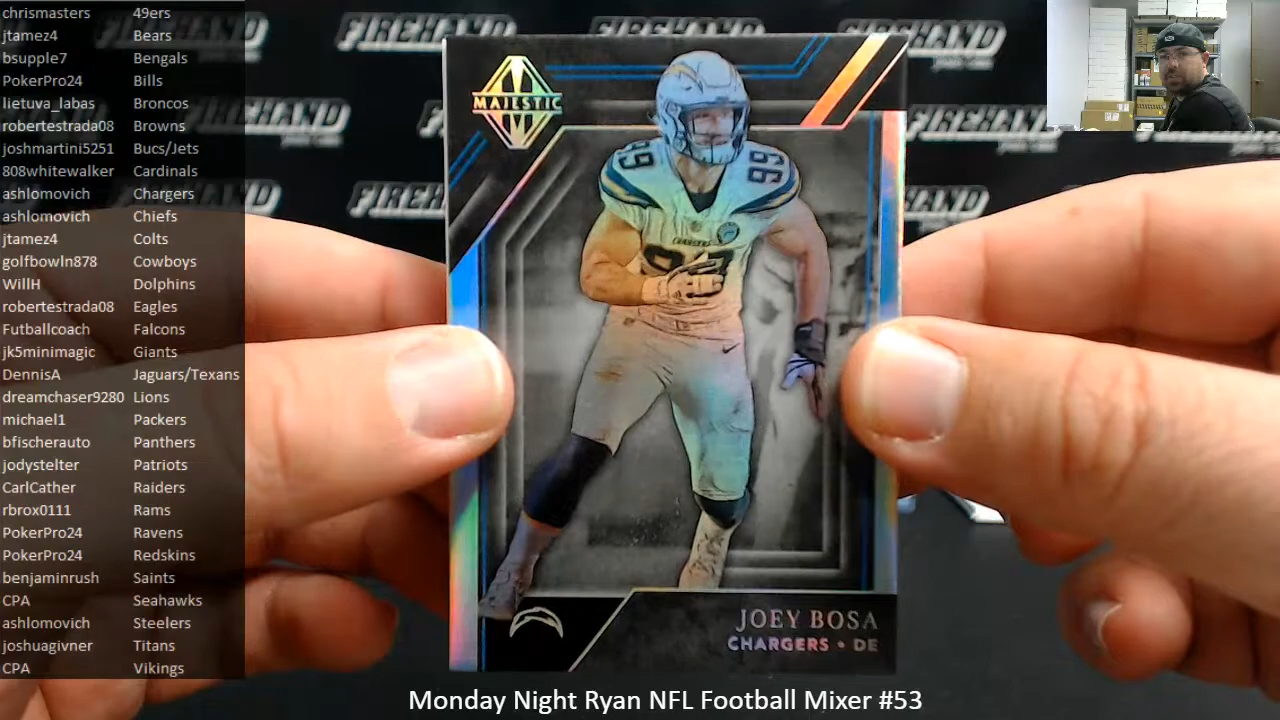 chrismasters 49ers
jtamez4 Bears
bsupple7 Bengals
PokerPro24 Bills
lietuva_labas Broncos
robertestrada08 Browns
joshmartini5251 Bucs/Jets
808whitewalker Cardinals
ashlomovich Chargers
ashlomovich Chiefs
jtamez4 Colts
golfbowln878 Cowboys
WillH Dolphins
robertestrada08 Eagles
Futballcoach Falcons
jk5minimagic Giants
DennisA Jaguars/Texans
dreamchaser9280 Lions
michael1 Packers
bfischerauto Panthers
jodystelter Patriots
CarlCather Raiders
rbrox0111 Rams
PokerPro24 Ravens
PokerPro24 Redskins
benjaminrush Saints
CPA Seahawks
ashlomovich Steelers
joshuagivner Titans
CPA Vikings
FIREHAND
MAJESTIC
99
99
JOEY BOSA
CHARGERS • DE
Monday Night Ryan NFL Football Mixer #53